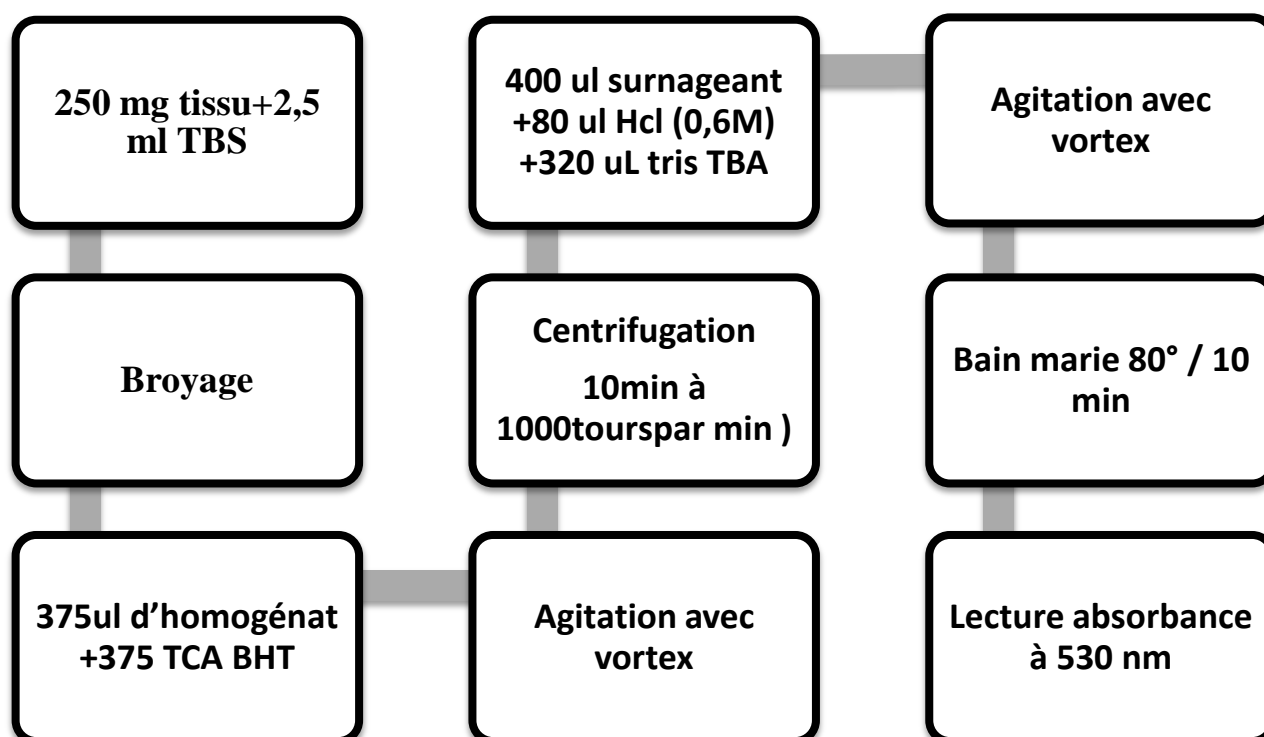 250 mg tissu+2,5
ml TBS
Broyage
375ul d’homogénat
+375 TCA BHT
Agitation avec
vortex
Centrifugation
10min à
1000tourspar min )
400 ul surnageant
+80 ul Hcl (0,6M)
+320 uL tris TBA
Agitation avec
vortex
Bain marie 80° / 10
min
Lecture absorbance
à 530 nm